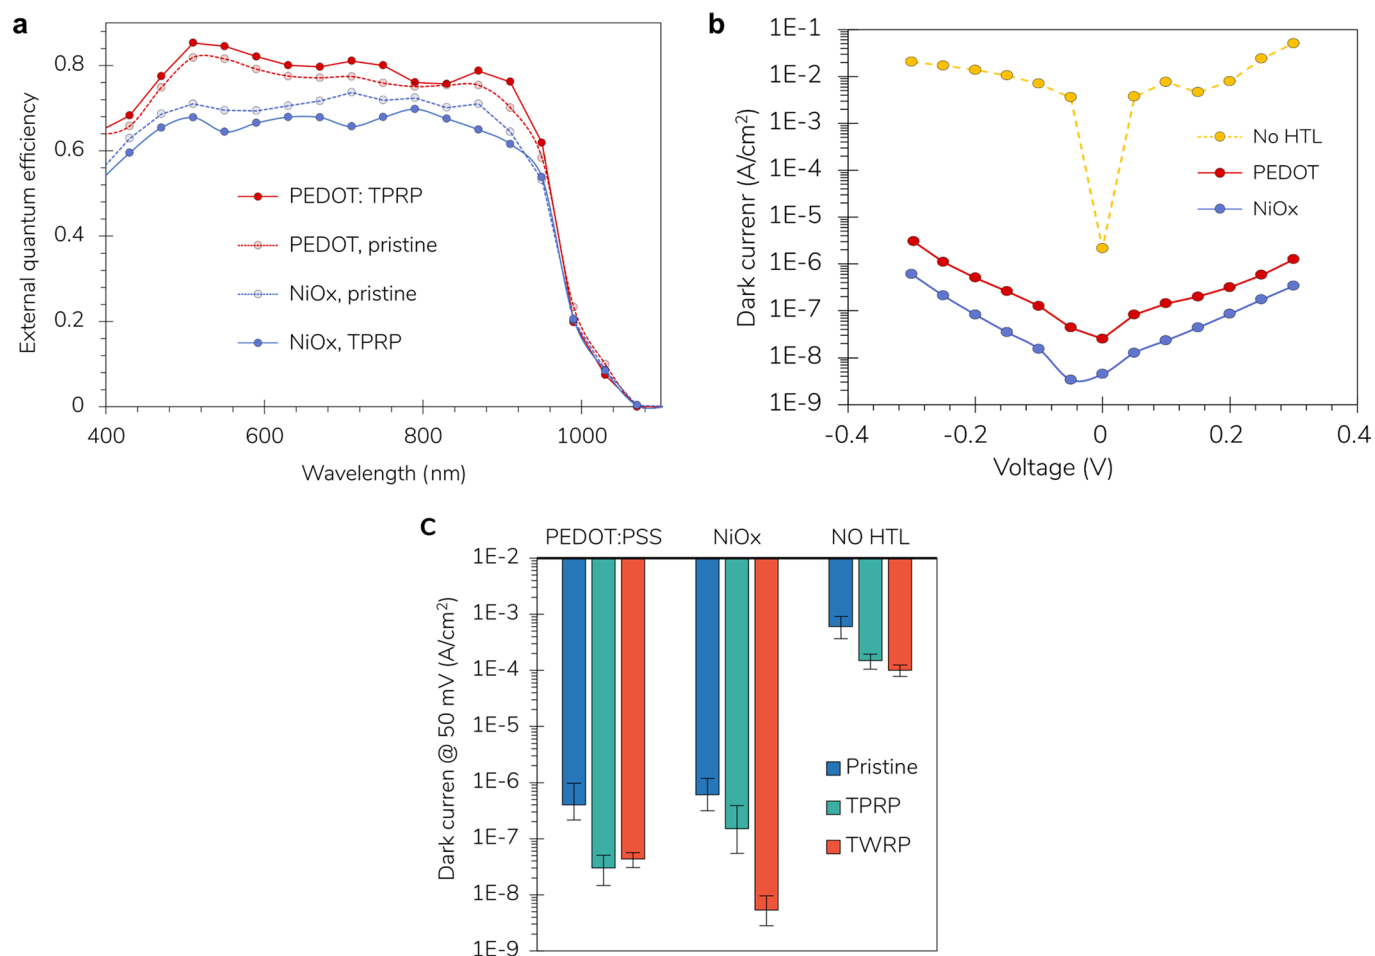 a
External quantum efficiency
0.8
0.6
0.4
0.2
0
400
600
800
1000
Wavelength (nm)
PEDOT: TPRP
PEDOT, pristine
NiOx, pristine
NiOx, TPRP
b
Dark currenr (A/cm2)
1E-1
1E-2
1E-3
1E-4
1E-5
1E-6
1E-7
1E-8
1E-9
-0.4
-0.2
0
0.2
0.4
Voltage (V)
No HTL
PEDOT
NiOx
c
PEDOT:PSS
NiOx
NO HTL
Dark curren @ 50 mV (A/cm2)
1E-2
1E-3
1E-4
1E-5
1E-6
1E-7
1E-8
1E-9
Pristine
TPRP
TWRP